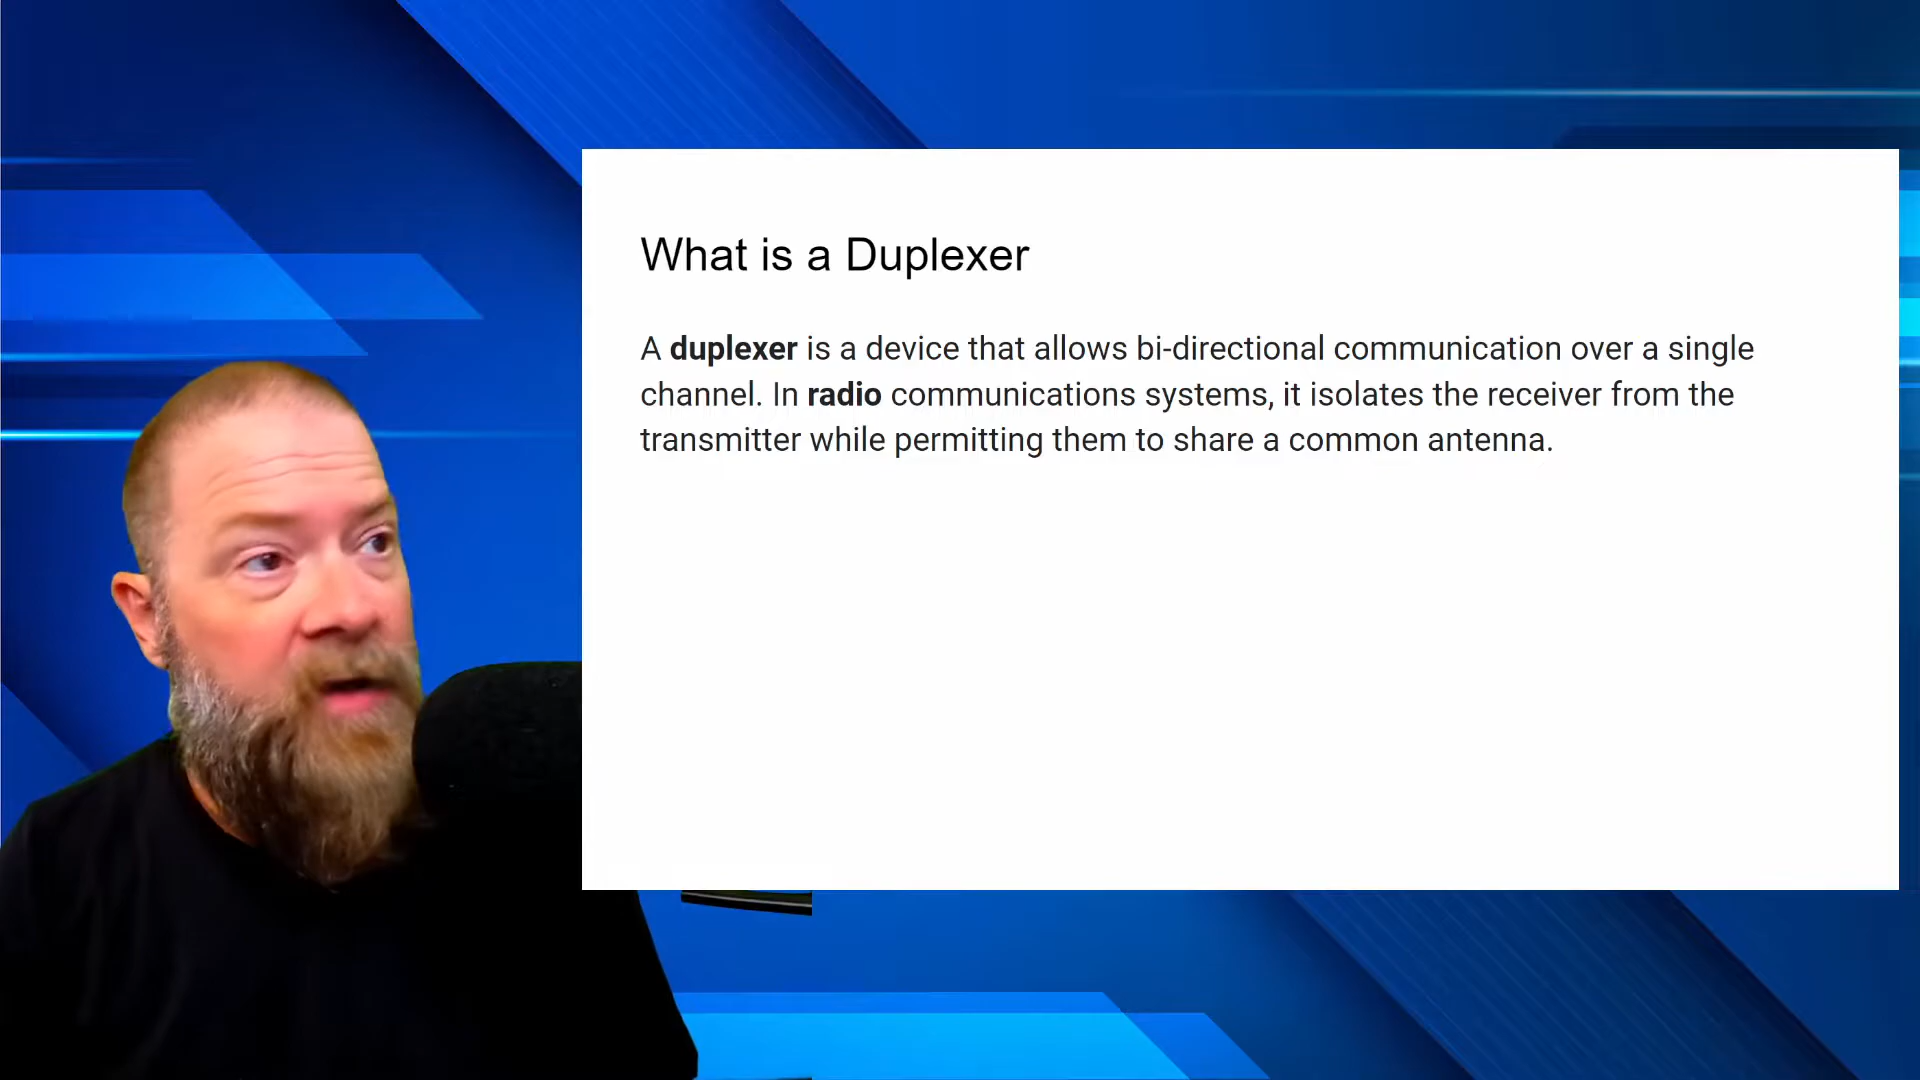 What is a Duplexer
A duplexer is a device that allows bi-directional communication over a single
channel. In radio communications systems, it isolates the receiver from the
transmitter while permitting them to share a common antenna.